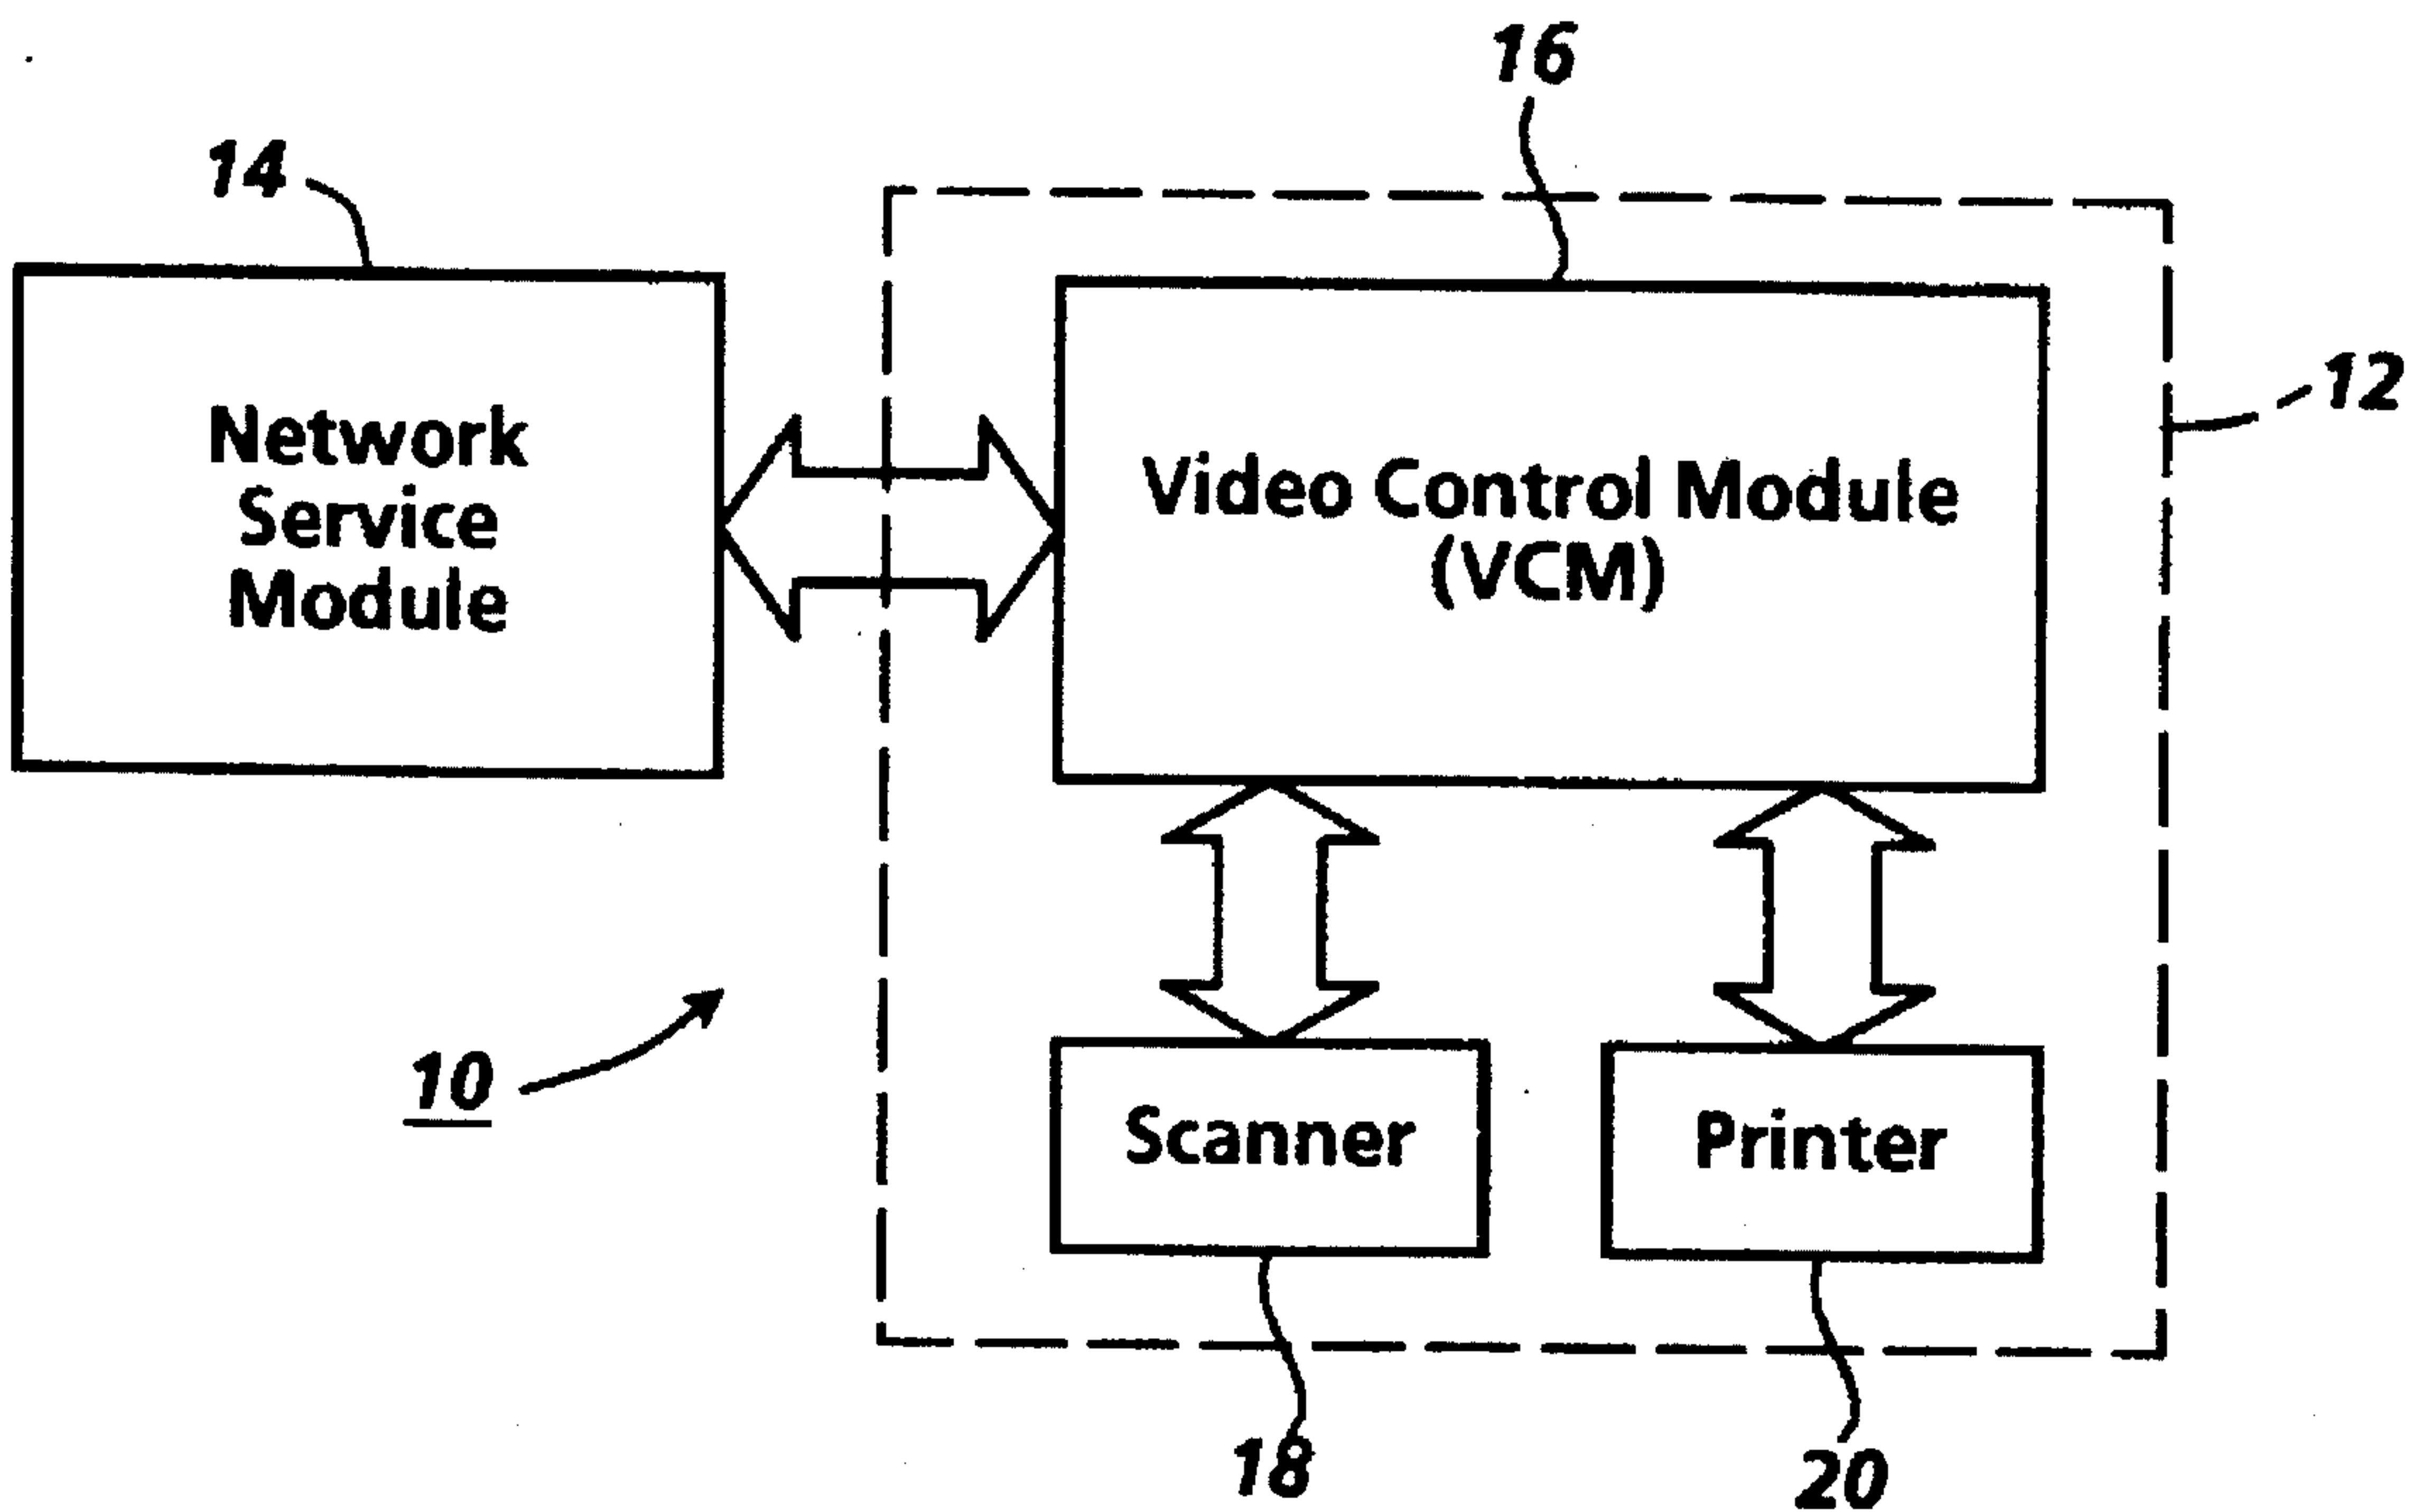 16
14
12
Network
Service
Module
Video Control Module
(VCM)
10
Scanner
Printer
18
20